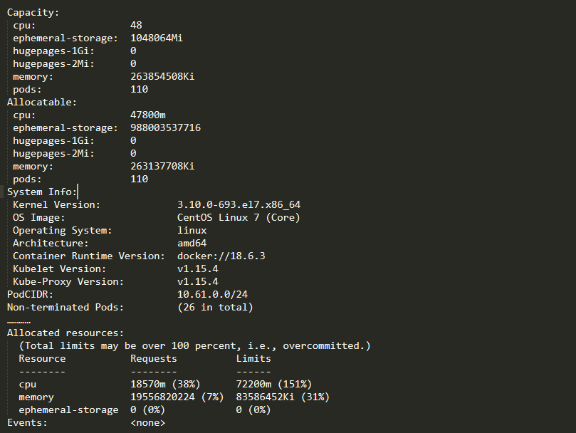 Capacity:
 cpu:                48
 ephemeral-storage:  1048064Mi
 hugepages-1Gi:      0
 hugepages-2Mi:      0
 memory:             263854508Ki
 pods:               110
Allocatable:
 cpu:                47800m
 ephemeral-storage:  988003537716
 hugepages-1Gi:      0
 hugepages-2Mi:      0
 memory:             263137708Ki
 pods:               110
System Info:
 Kernel Version:             3.10.0-693.el7.x86_64
 OS Image:                   CentOS Linux 7 (Core)
 Operating System:           linux
 Architecture:               amd64
 Container Runtime Version:  docker://18.6.3
 Kubelet Version:            v1.15.4
 Kube-Proxy Version:         v1.15.4
PodCIDR:                     10.61.0.0/24
Non-terminated Pods:         (26 in total)
…………
Allocated resources:
  (Total limits may be over 100 percent, i.e., overcommitted.)
  Resource           Requests          Limits
  --------           --------          ------
  cpu                18570m (38%)      72200m (151%)
  memory             19556820224 (7%)  83586452Ki (31%)
  ephemeral-storage  0 (0%)            0 (0%)
Events:              <none>